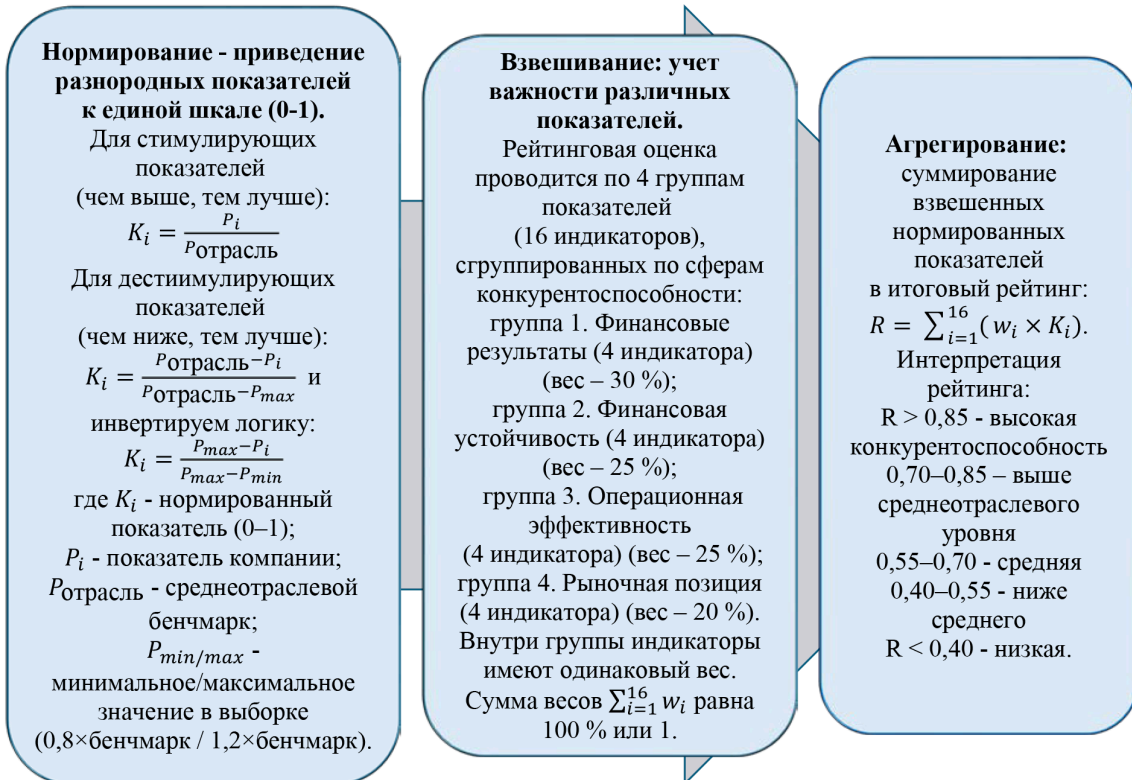 Нормирование - приведение
разнородных показателей
к единой шкале (0-1).
Для стимулирующих
показателей
(чем выше, тем лучше):
K_i = P_i / P_отрасль
Для дестиимулирующих
показателей
(чем ниже, тем лучше):
K_i = (P_отрасль−P_i) / (P_отрасль−P_max) и
инвертируем логику:
K_i = (P_max−P_i) / (P_max−P_min)
где K_i - нормированный
показатель (0–1);
P_i - показатель компании;
P_отрасль - среднеотраслевой
бенчмарк;
P_min/max -
минимальное/максимальное
значение в выборке
(0,8×бенчмарк / 1,2×бенчмарк).
Взвешивание: учет
важности различных
показателей.
Рейтинговая оценка
проводится по 4 группам
показателей
(16 индикаторов),
сгруппированных по сферам
конкурентоспособности:
группа 1. Финансовые
результаты (4 индикатора)
(вес – 30 %);
группа 2. Финансовая
устойчивость (4 индикатора)
(вес – 25 %);
группа 3. Операционная
эффективность
(4 индикатора) (вес – 25 %);
группа 4. Рыночная позиция
(4 индикатора) (вес – 20 %).
Внутри группы индикаторы
имеют одинаковый вес.
Сумма весов ∑_{i=1}^{16} w_i равна
100 % или 1.
Агрегирование:
суммирование
взвешенных
нормированных
показателей
в итоговый рейтинг:
R = ∑_{i=1}^{16}(w_i × K_i).
Интерпретация
рейтинга:
R > 0,85 - высокая
конкурентоспособность
0,70–0,85 – выше
среднеотраслевого
уровня
0,55–0,70 - средняя
0,40–0,55 - ниже
среднего
R < 0,40 - низкая.